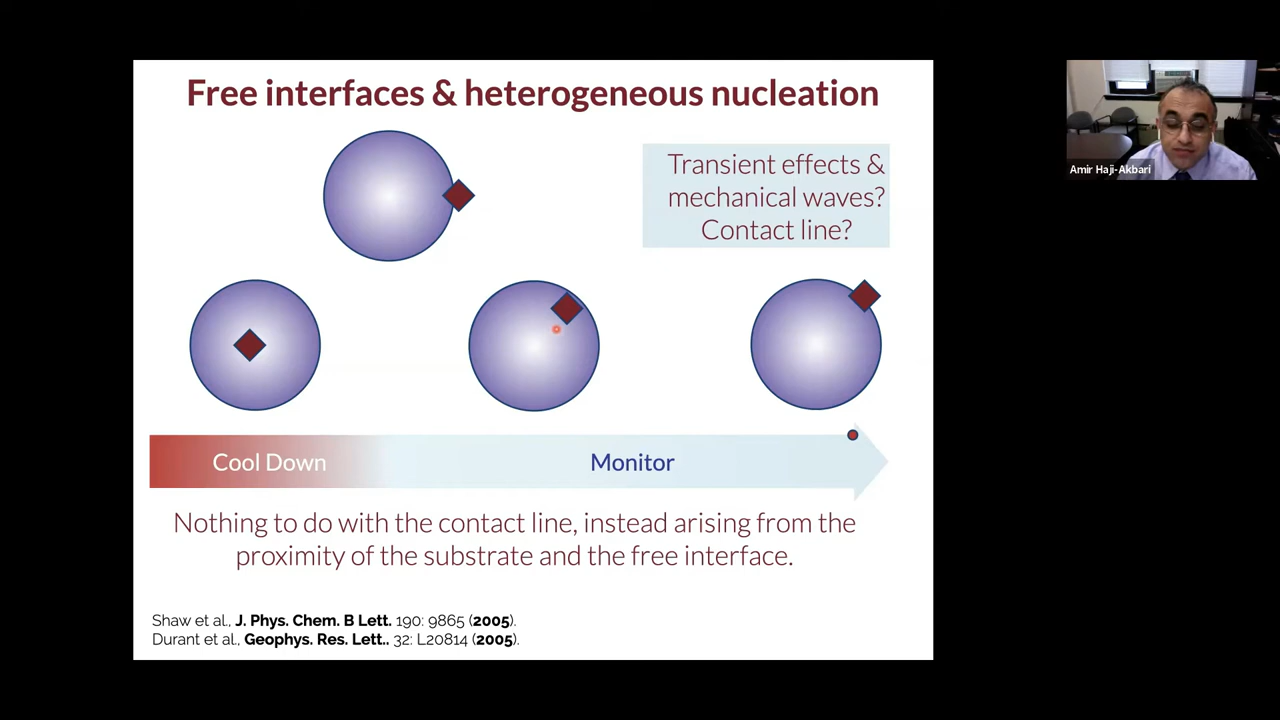 Free interfaces & heterogeneous nucleation
Transient effects &
mechanical waves?
Contact line?
Amir Haji-Akbari
Cool Down
Monitor
Nothing to do with the contact line, instead arising from the
proximity of the substrate and the free interface.
Shaw et al., J. Phys. Chem. B Lett. 190: 9865 (2005).
Durant et al., Geophys. Res. Lett.. 32: L20814 (2005).